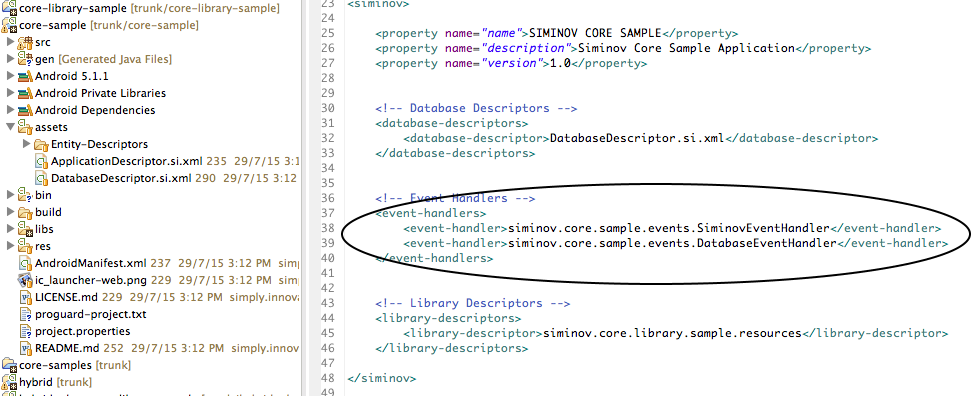 core-library-sample [trunk/core-library-sample]
core-sample [trunk/core-sample]
src
gen [Generated Java Files]
Android 5.1.1
Android Private Libraries
Android Dependencies
assets
Entity-Descriptors
ApplicationDescriptor.si.xml 235 29/7/15 3:1
DatabaseDescriptor.si.xml 290 29/7/15 3:12
bin
build
libs
res
AndroidManifest.xml 237 29/7/15 3:12 PM simp
ic_launcher-web.png 229 29/7/15 3:12 PM sim
LICENSE.md 229 29/7/15 3:12 PM simply.innova
proguard-project.txt
project.properties
README.md 252 29/7/15 3:12 PM simply.innov
core-samples [trunk]
hybrid [trunk]
23 <siminov>
24
25 <property name="name">SIMINOV CORE SAMPLE</property>
26 <property name="description">Siminov Core Sample Application</property>
27 <property name="version">1.0</property>
28
29
30 <!-- Database Descriptors -->
31 <database-descriptors>
32 <database-descriptor>DatabaseDescriptor.si.xml</database-descriptor>
33 </database-descriptors>
34
35
36 <!-- Event Handlers -->
37 <event-handlers>
38 <event-handler>siminov.core.sample.events.SiminovEventHandler</event-handler>
39 <event-handler>siminov.core.sample.events.DatabaseEventHandler</event-handler>
40 </event-handlers>
41
42
43 <!-- Library Descriptors -->
44 <library-descriptors>
45 <library-descriptor>siminov.core.library.sample.resources</library-descriptor>
46 </library-descriptors>
47
48 </siminov>
49